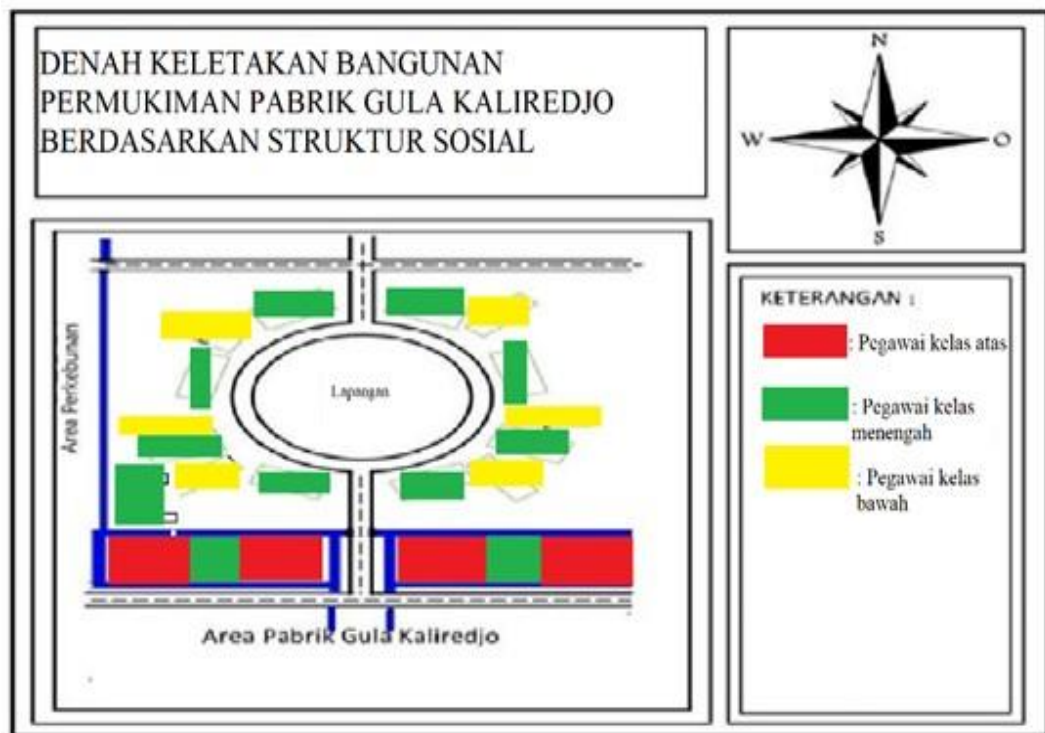 DENAH KELETAKAN BANGUNAN
PERMUKIMAN PABRIK GULA KALIREDJO
BERDASARKAN STRUKTUR SOSIAL
N
W
O
S
Area Perkebunan
Lapangan
Area Pabrik Gula Kaliredjo
KETERANGAN :
: Pegawai kelas atas
: Pegawai kelas
menengah
: Pegawai kelas
bawah